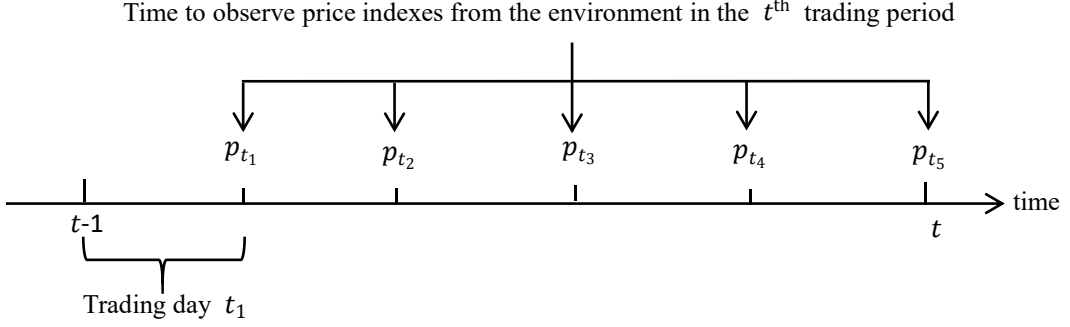 Time to observe price indexes from the environment in the tᵗʰ trading period
pₜ₁ pₜ₂ pₜ₃ pₜ₄ pₜ₅
time
t-1 t
Trading day t₁